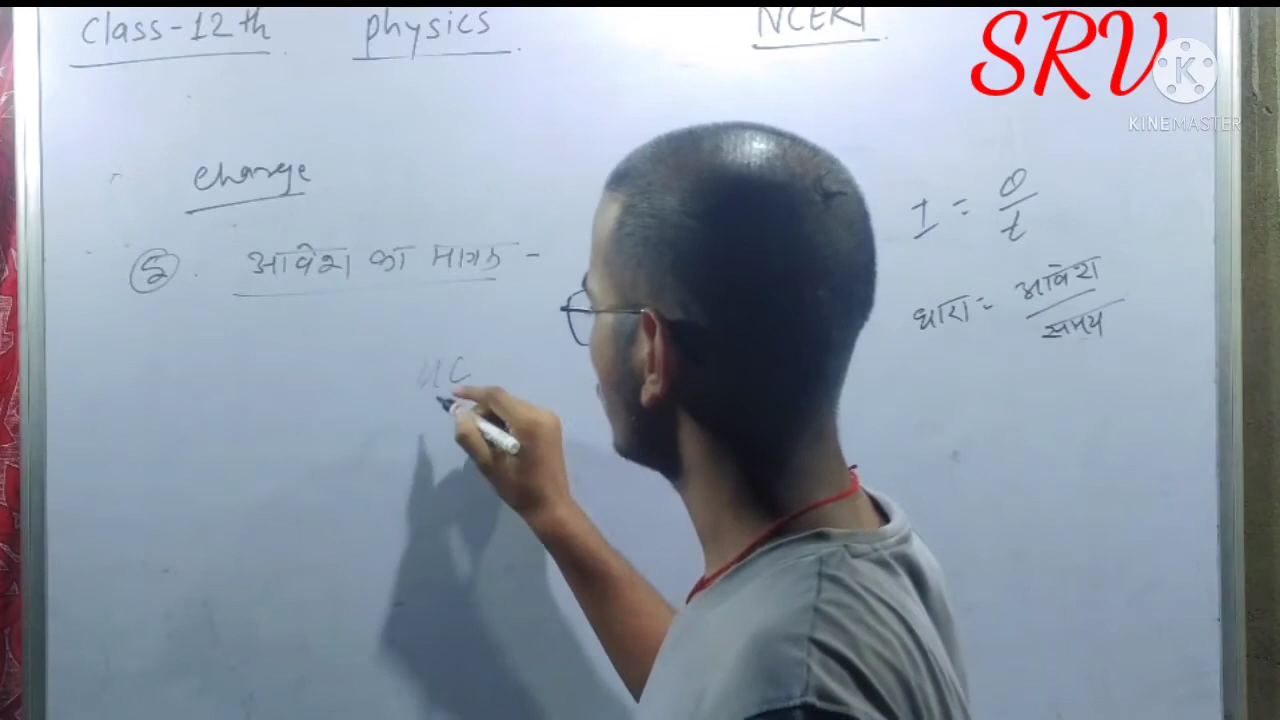 Class-12th physics NCERT
SRV
KINEMASTER
charge
5. आवेश का मात्रक -
I = Q/t
धारा = आवेश/समय